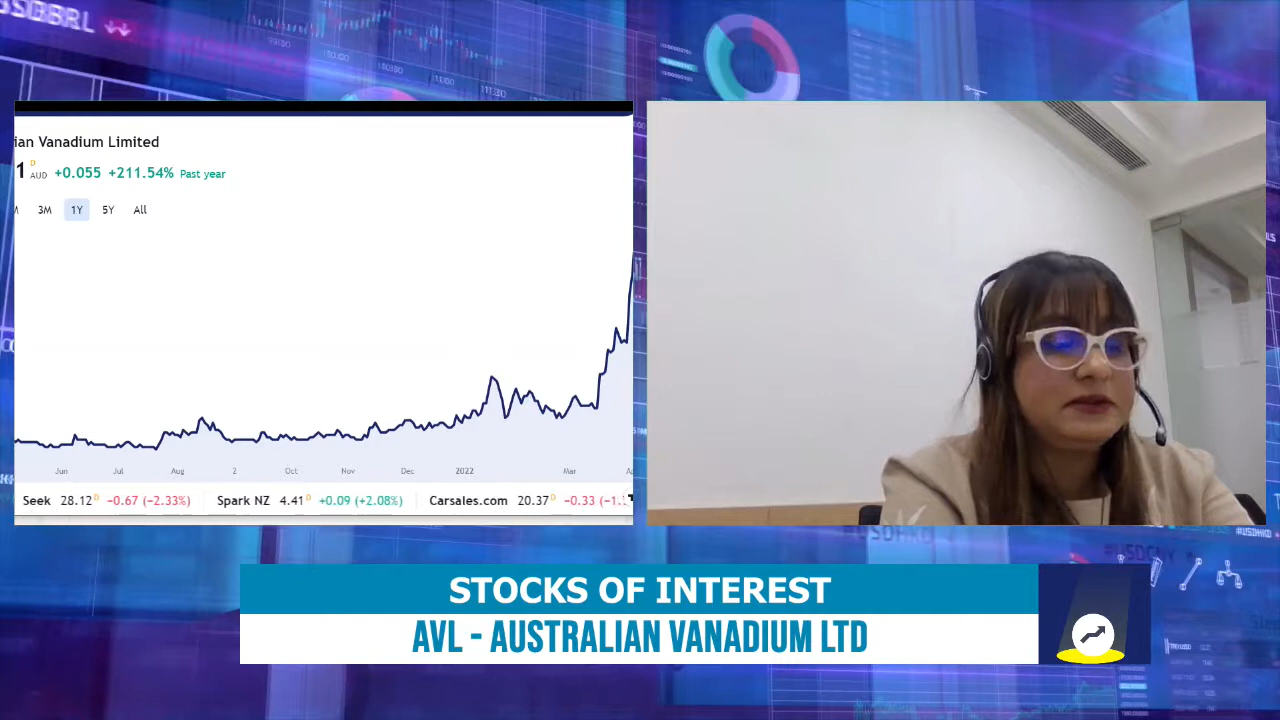 ian Vanadium Limited
1 D AUD +0.055 +211.54% Past year
3M 1Y 5Y All
Jun Jul Aug 2 Oct Nov Dec 2022 Mar
Seek 28.12 D −0.67 (−2.33%) Spark NZ 4.41 D +0.09 (+2.08%) Carsales.com 20.37 D −0.33
STOCKS OF INTEREST
AVL - AUSTRALIAN VANADIUM LTD